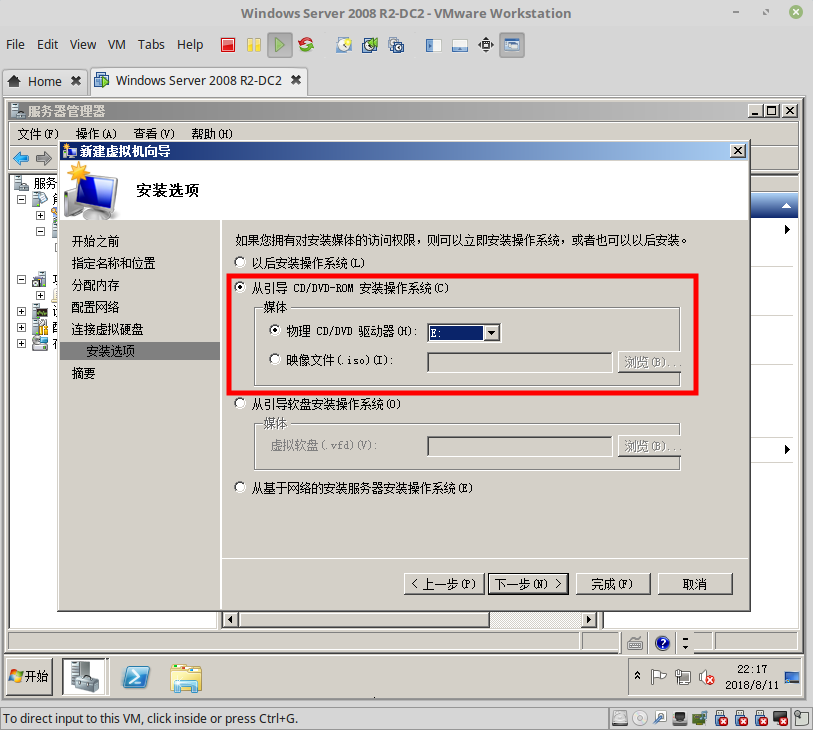 Windows Server 2008 R2-DC2 - VMware Workstation
File Edit View VM Tabs Help
Home Windows Server 2008 R2-DC2
服务器管理器
文件(F) 操作(A) 查看(V) 帮助(H)
新建虚拟机向导
服务
安装选项
开始之前
指定名称和位置
分配内存
配置网络
连接虚拟硬盘
安装选项
摘要
如果您拥有对安装媒体的访问权限，则可以立即安装操作系统，或者也可以以后安装。
以后安装操作系统(L)
从引导 CD/DVD-ROM 安装操作系统(C)
媒体
物理 CD/DVD 驱动器(H): E:
映像文件(.iso)(I): 浏览(B)...
从引导软盘安装操作系统(O)
媒体
虚拟软盘(.vfd)(V): 浏览(B)...
从基于网络的安装服务器安装操作系统(E)
< 上一步(P) 下一步(N) > 完成(F) 取消
开始
22:17
2018/8/11
To direct input to this VM, click inside or press Ctrl+G.